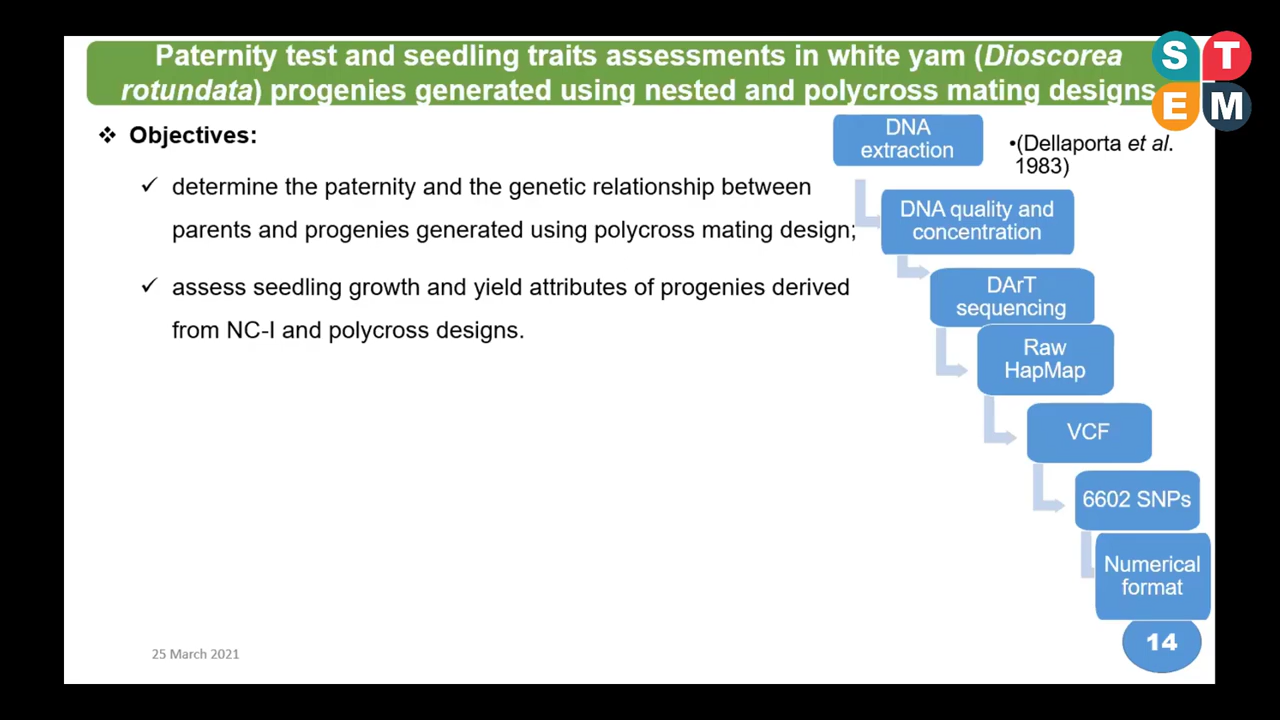 Paternity test and seedling traits assessments in white yam (Dioscorea
rotundata) progenies generated using nested and polycross mating designs
S T
E M
❖ Objectives:
✓ determine the paternity and the genetic relationship between
parents and progenies generated using polycross mating design;
✓ assess seedling growth and yield attributes of progenies derived
from NC-I and polycross designs.
DNA
extraction
•(Dellaporta et al.
1983)
DNA quality and
concentration
DArT
sequencing
Raw
HapMap
VCF
6602 SNPs
Numerical
format
25 March 2021
14